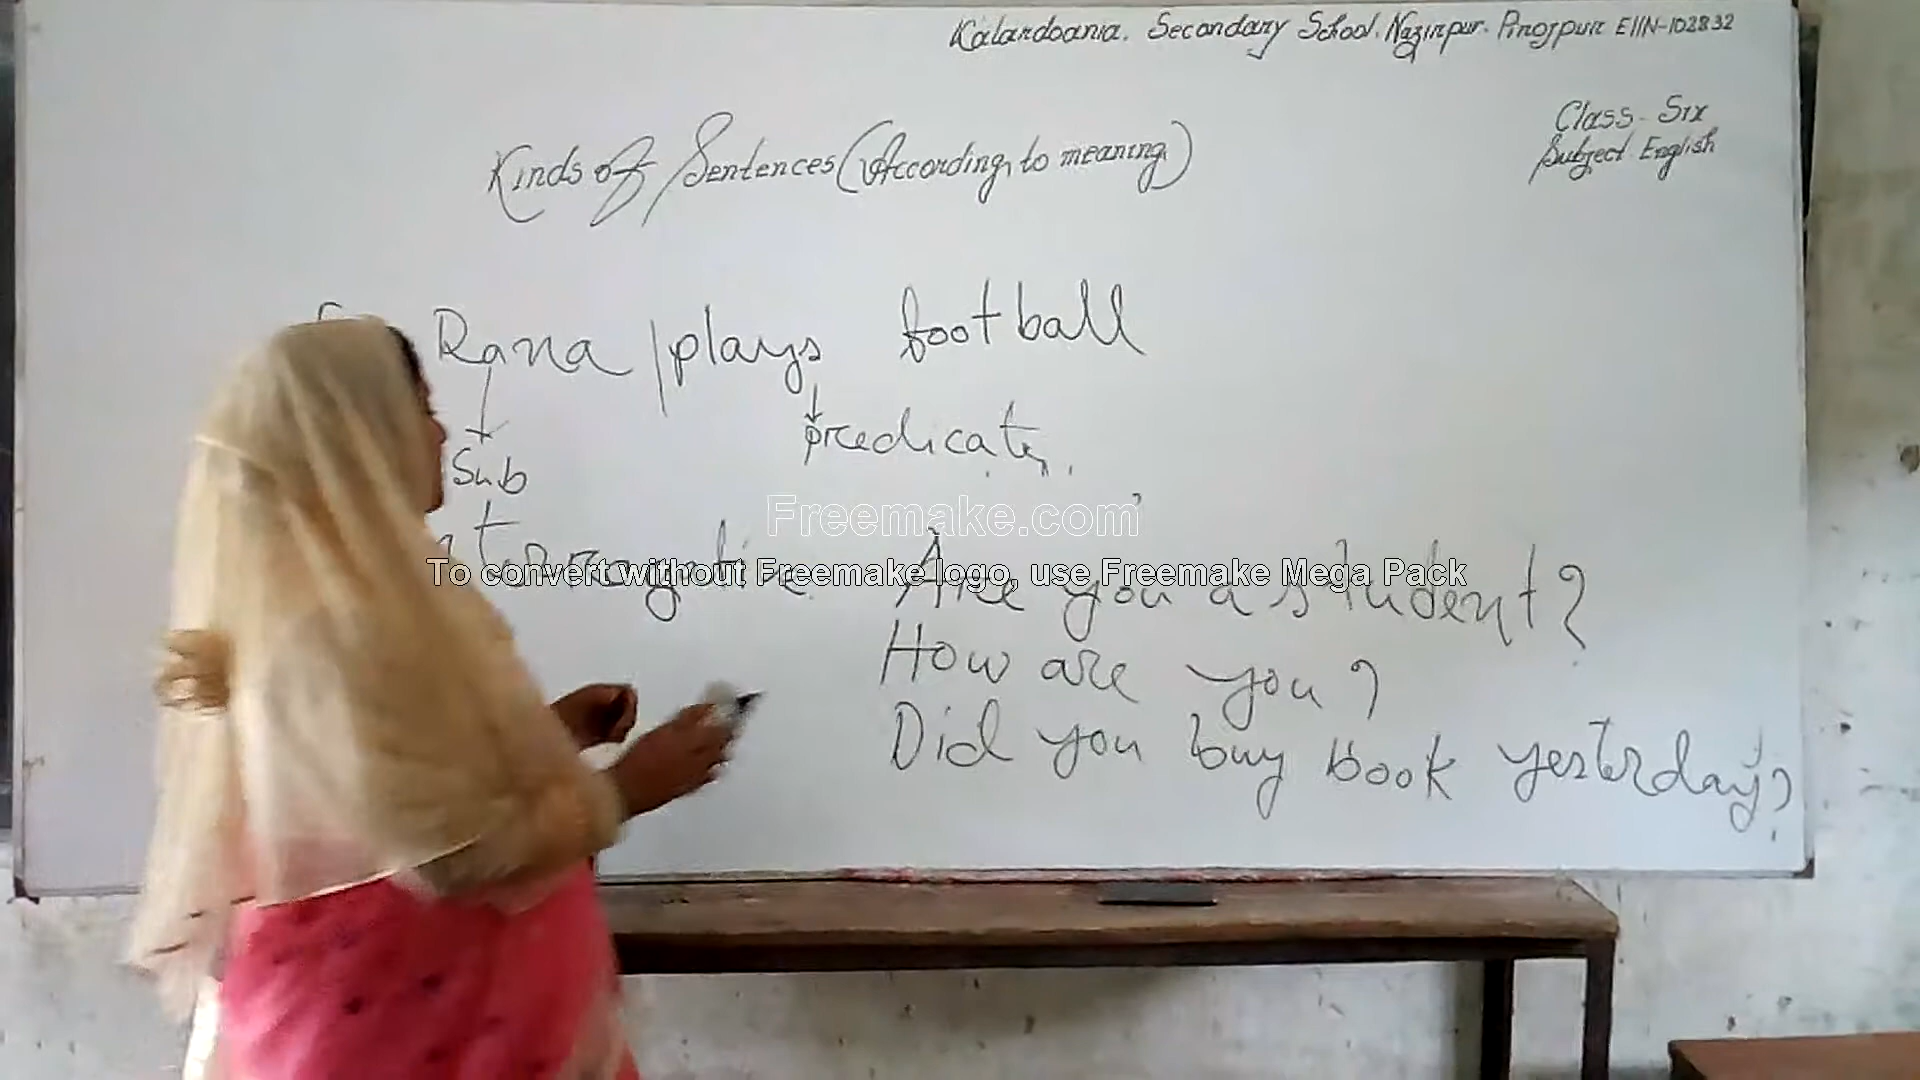 Kalardoania. Secondary School. Nazirpur. Pirojpur EIIN-102832
Class - Six
Subject English
Kinds of Sentences (According to meaning)
Rana / plays football
Sub
predicate
Freemake.com
To convert without Freemake logo, use Freemake Mega Pack
Are you a student?
How are you?
Did you buy book yesterday?